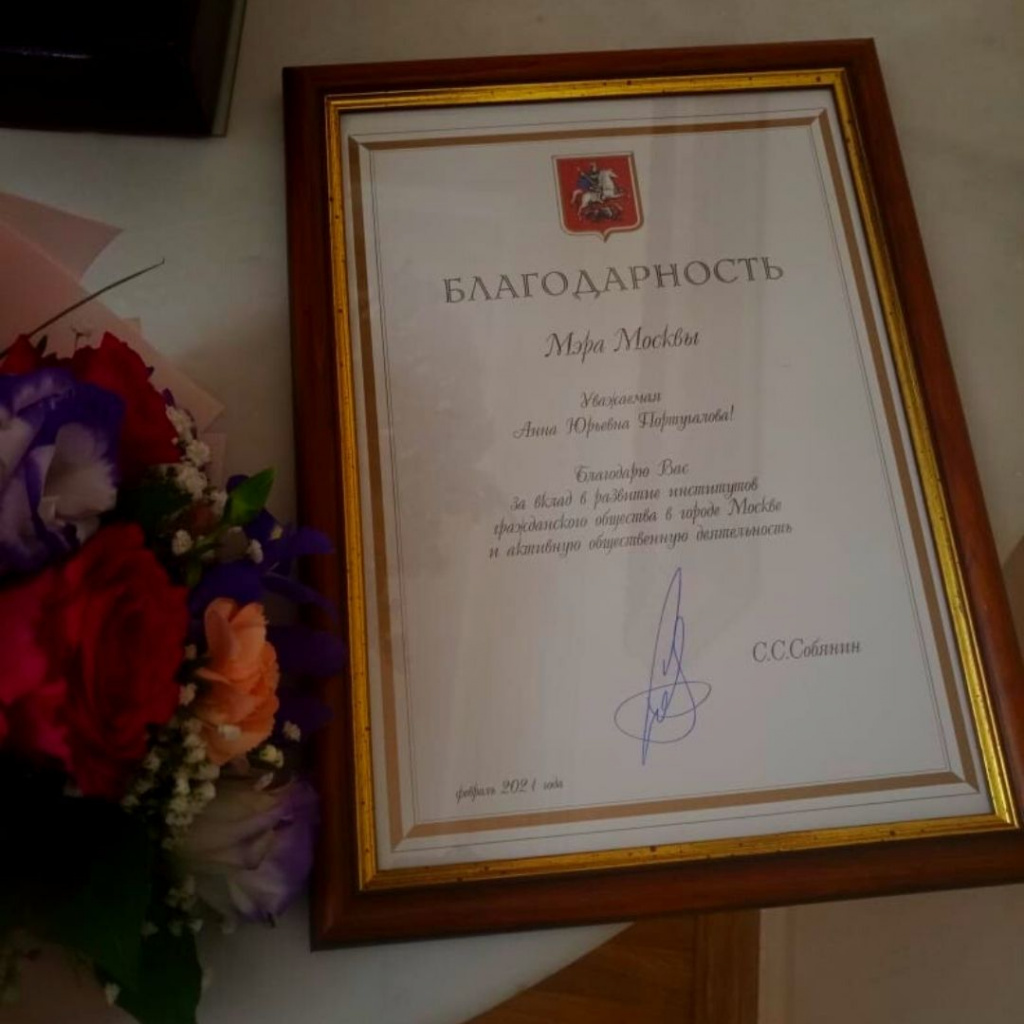 БЛАГОДАРНОСТЬ
Мэра Москвы
Уважаемая
Анна Юрьевна Португалова!
Благодарю Вас
за вклад в развитие институтов
гражданского общества в городе Москве
и активную общественную деятельность
С.С.Собянин
февраль 2021 года